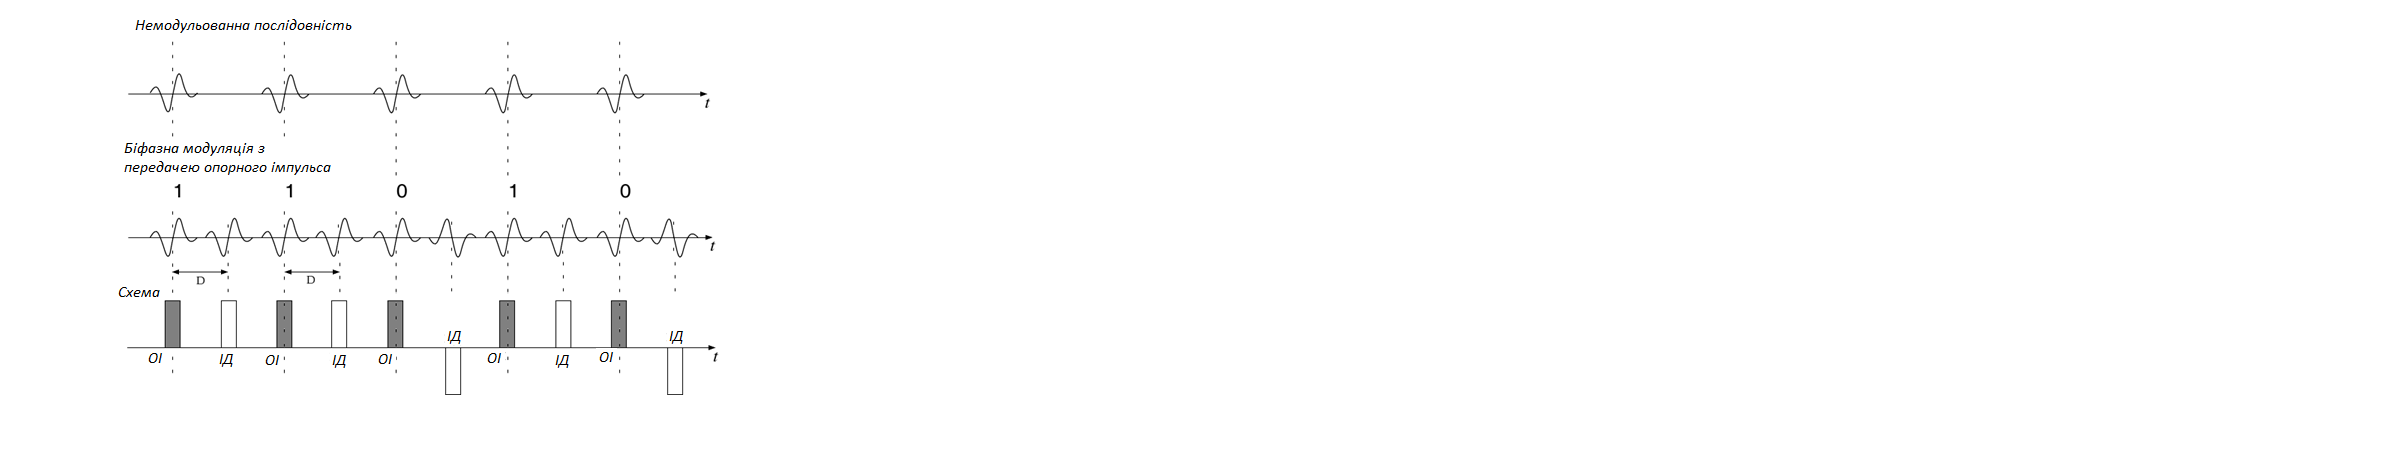 Немодульованна послідовність
t
Біфазна модуляція з
передачею опорного імпульса
1 1 0 1 0
t
D D
Схема
ІД ІД
t
ОІ ІД ОІ ІД ОІ ОІ ІД ОІ